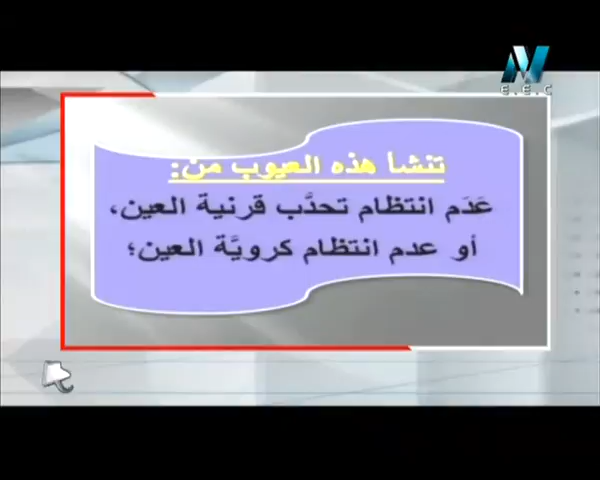 E.E.C
تنشأ هذه العيوب من:
عَدَم انتظام تحدَّب قرنية العين،
أو عدم انتظام كرويَّة العين؛